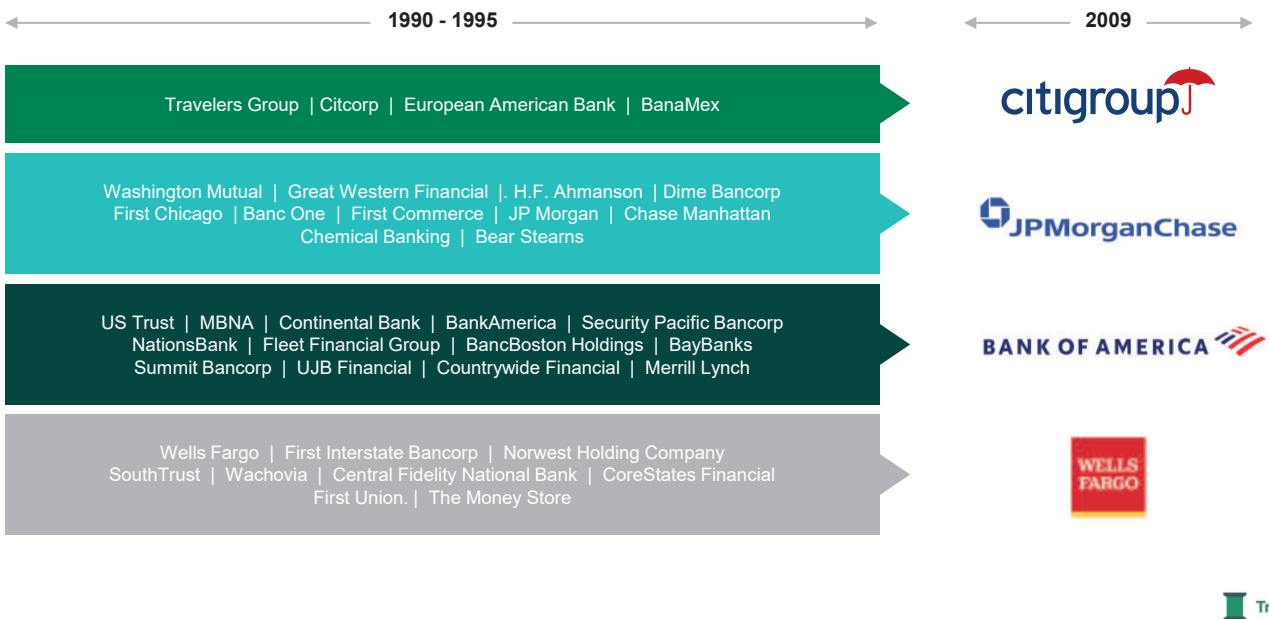 1990 - 1995
2009
Travelers Group | Citcorp | European American Bank | BanaMex
citigroup
Washington Mutual | Great Western Financial |. H.F. Ahmanson | Dime Bancorp
First Chicago | Banc One | First Commerce | JP Morgan | Chase Manhattan
Chemical Banking | Bear Stearns
JPMorganChase
US Trust | MBNA | Continental Bank | BankAmerica | Security Pacific Bancorp
NationsBank | Fleet Financial Group | BancBoston Holdings | BayBanks
Summit Bancorp | UJB Financial | Countrywide Financial | Merrill Lynch
BANK OF AMERICA
Wells Fargo | First Interstate Bancorp | Norwest Holding Company
SouthTrust | Wachovia | Central Fidelity National Bank | CoreStates Financial
First Union. | The Money Store
WELLS
FARGO
Tr